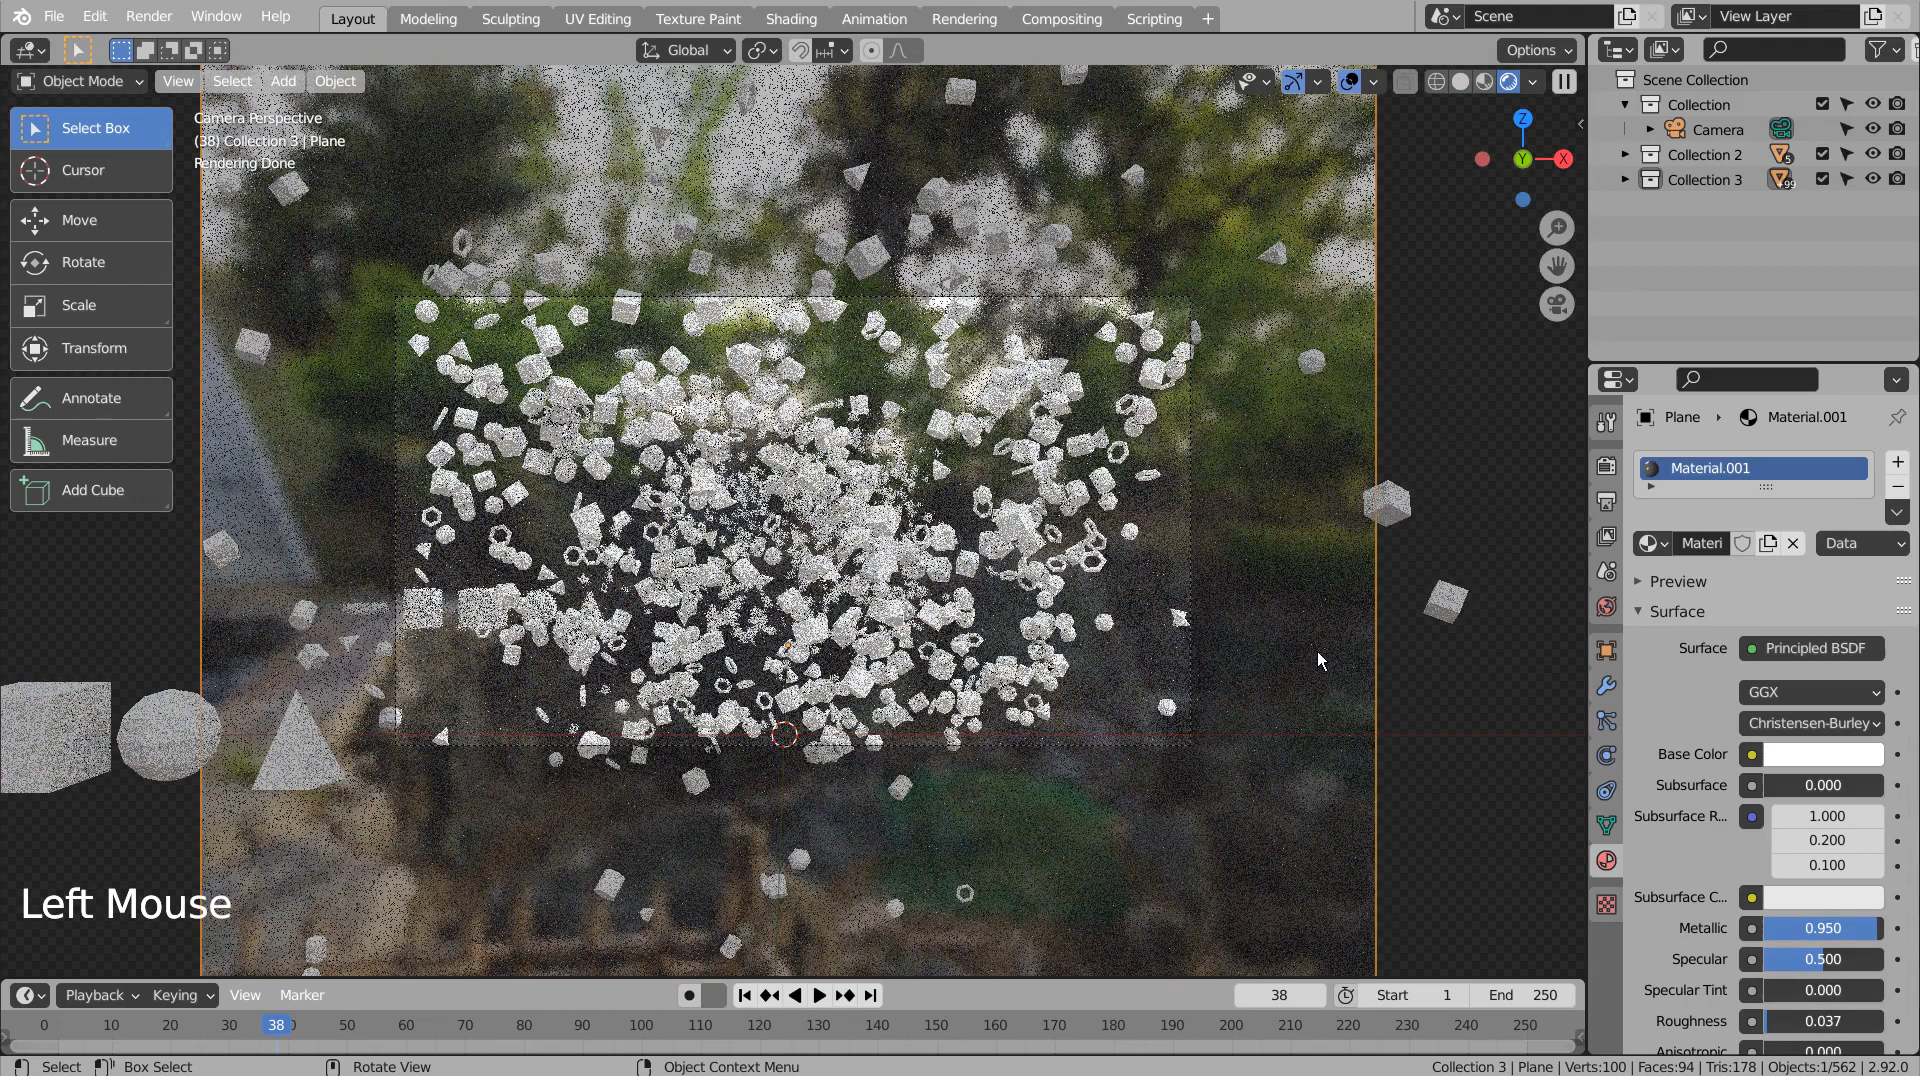 File Edit Render Window Help
Layout Modeling Sculpting UV Editing Texture Paint Shading Animation Rendering Compositing Scripting +
Scene View Layer
Global Options
Object Mode View Select Add Object
Select Box
Cursor
Move
Rotate
Scale
Transform
Annotate
Measure
Add Cube
Camera Perspective
(38) Collection 3 | Plane
Rendering Done
Z
Y
X
Scene Collection
Collection
Camera
Collection 2 5
Collection 3 +99
Plane Material.001
Material.001
Materi Data
Preview
Surface
Surface Principled BSDF
GGX
Christensen-Burley
Base Color
Subsurface 0.000
Subsurface R... 1.000
0.200
0.100
Subsurface C...
Metallic 0.950
Specular 0.500
Specular Tint 0.000
Roughness 0.037
Anisotropic 0.000
Left Mouse
Playback Keying View Marker
38 Start 1 End 250
0 10 20 30 38 50 60 70 80 90 100 110 120 130 140 150 160 170 180 190 200 210 220 230 240 250
Select Box Select Rotate View Object Context Menu
Collection 3 | Plane | Verts:100 | Faces:94 | Tris:178 | Objects:1/562 | 2.92.0